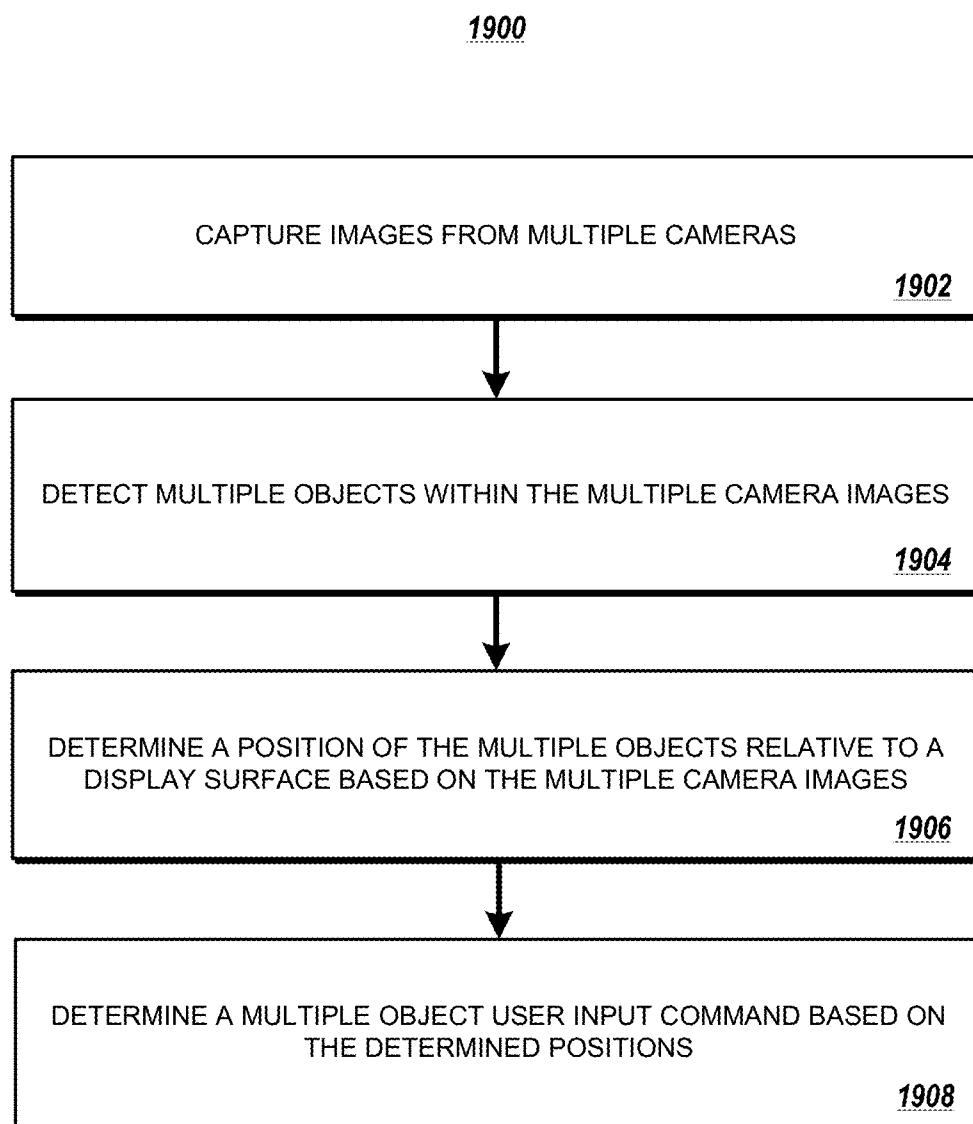 1900
CAPTURE IMAGES FROM MULTIPLE CAMERAS
1902
DETECT MULTIPLE OBJECTS WITHIN THE MULTIPLE CAMERA IMAGES
1904
DETERMINE A POSITION OF THE MULTIPLE OBJECTS RELATIVE TO A
DISPLAY SURFACE BASED ON THE MULTIPLE CAMERA IMAGES
1906
DETERMINE A MULTIPLE OBJECT USER INPUT COMMAND BASED ON
THE DETERMINED POSITIONS
1908